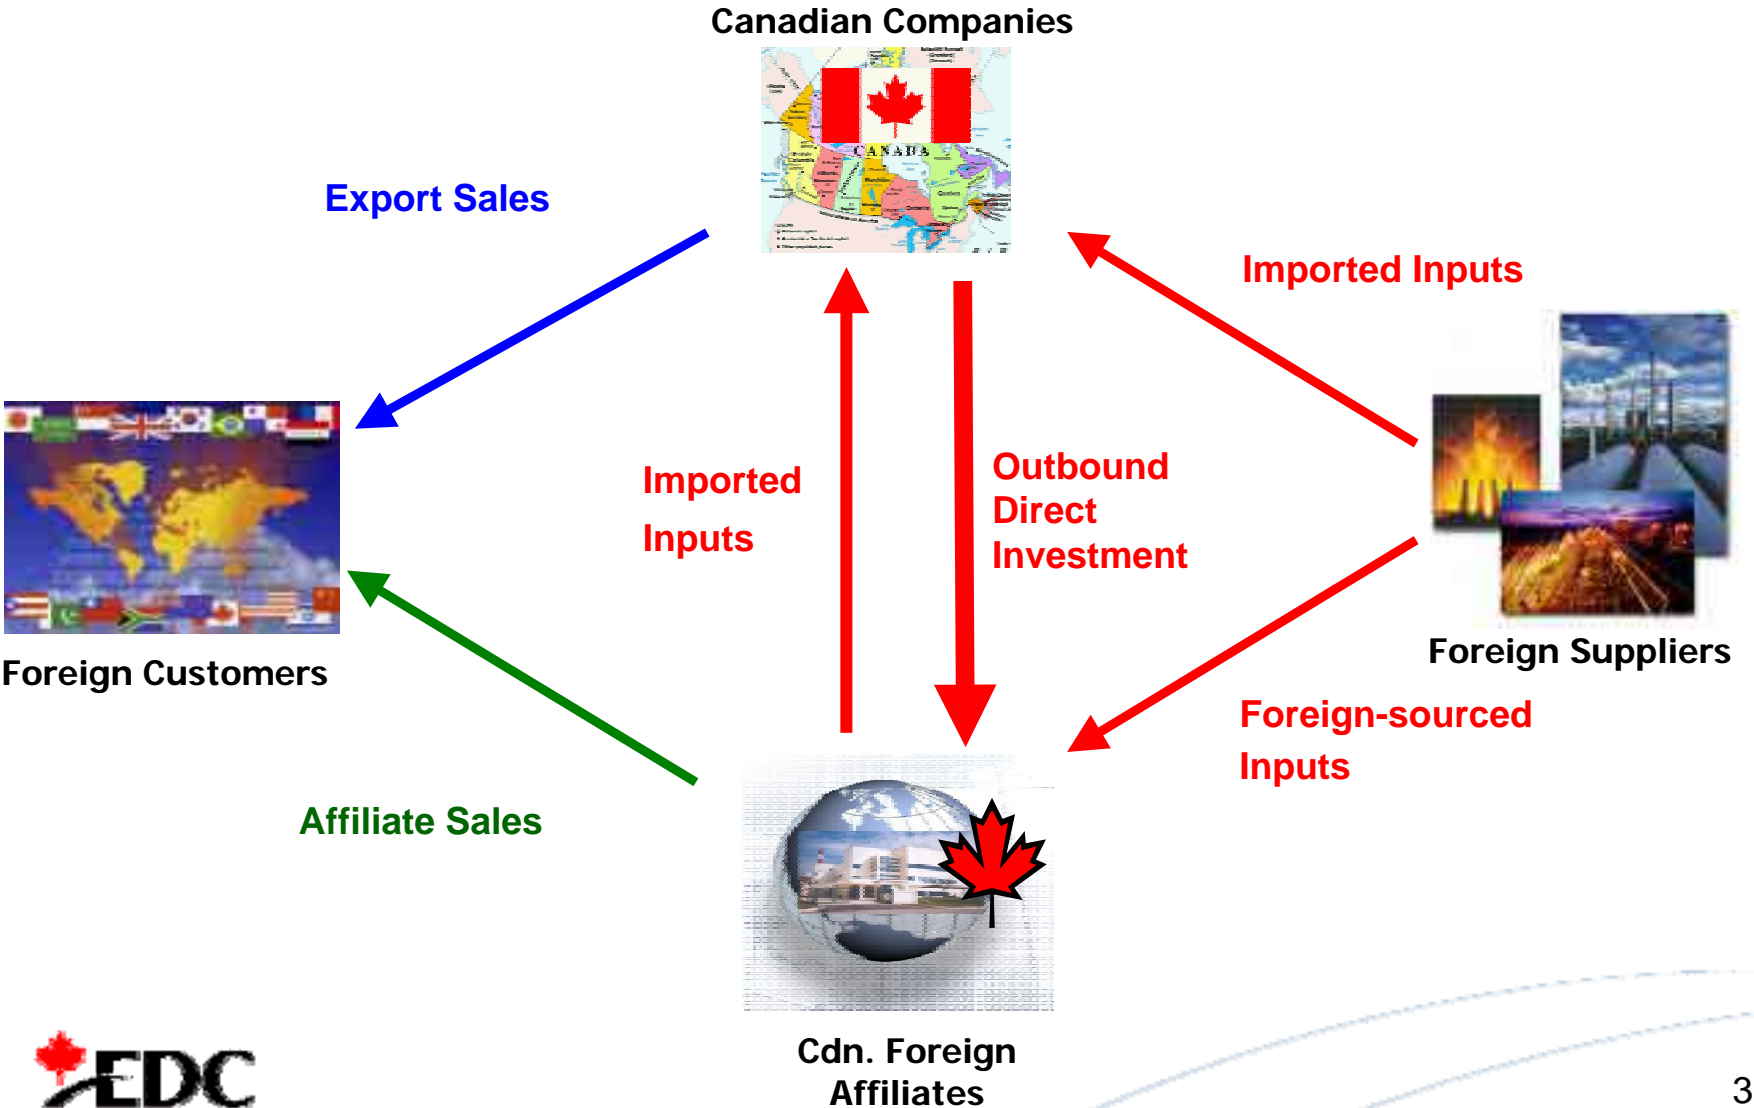 Canadian Companies
CANADA
Export Sales
Imported Inputs
Imported
Inputs
Outbound
Direct
Investment
Foreign Customers
Foreign Suppliers
Foreign-sourced
Inputs
Affiliate Sales
Cdn. Foreign
Affiliates
EDC
3